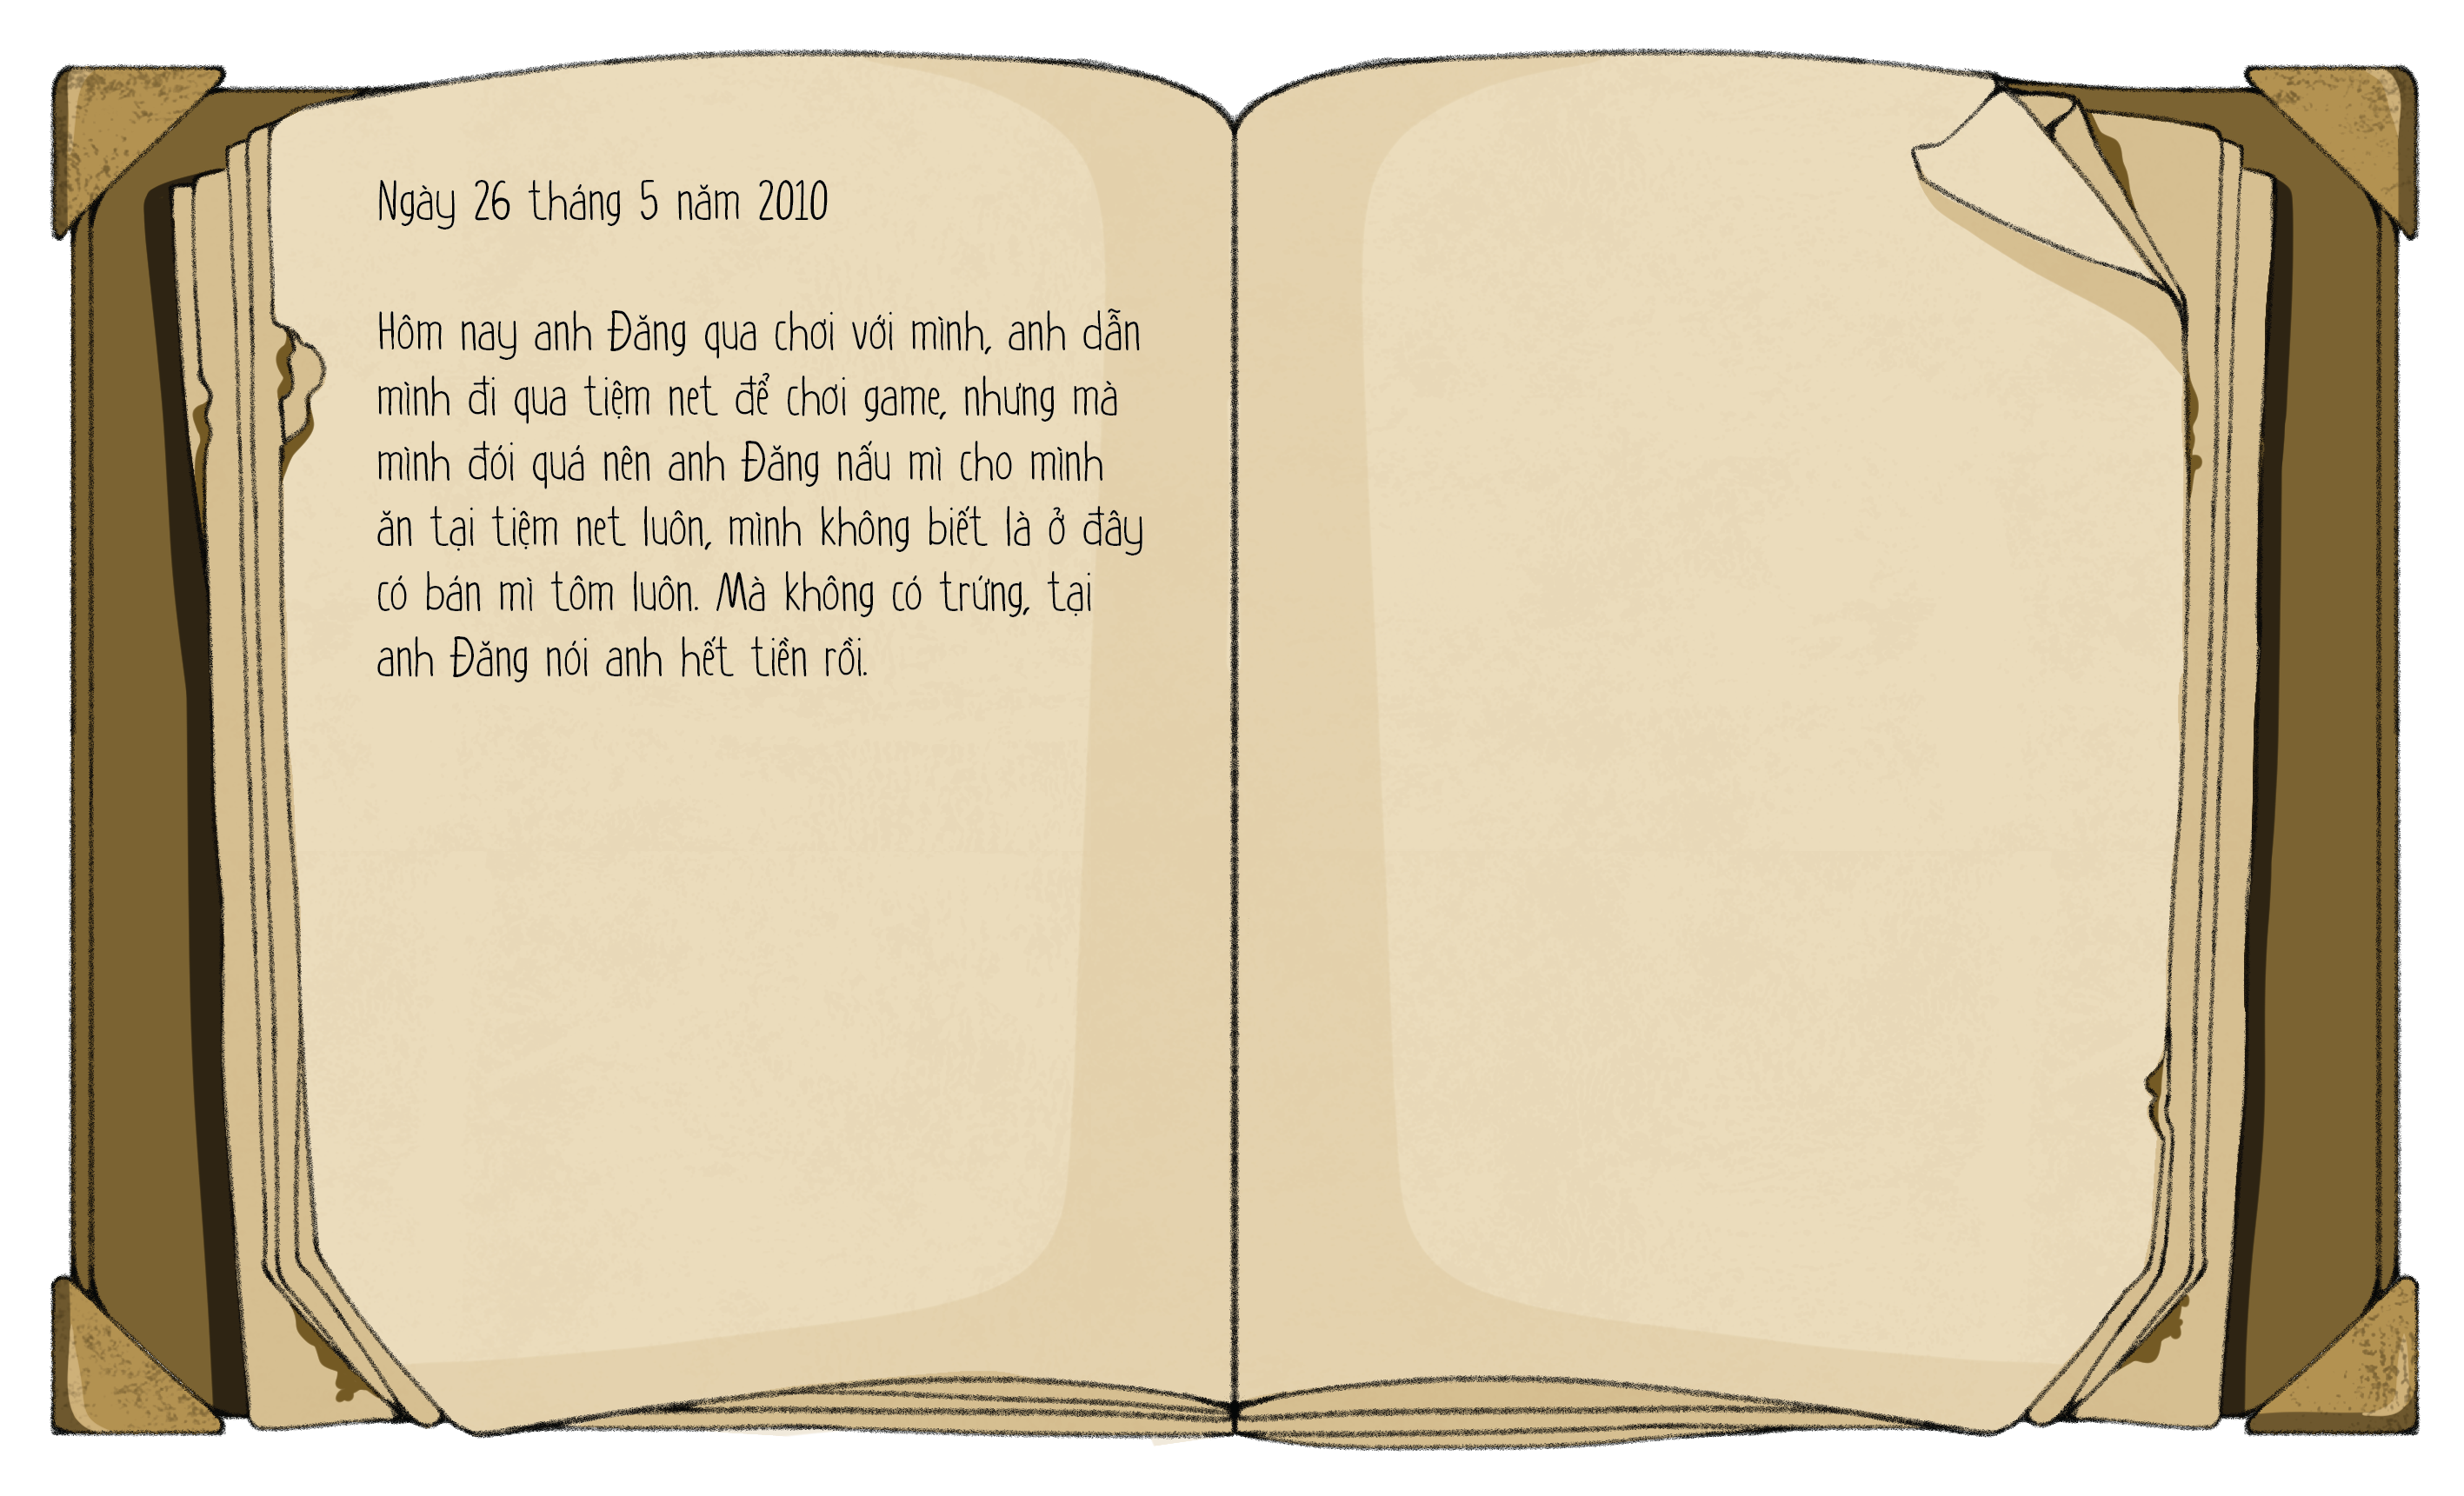 Ngày 26 tháng 5 năm 2010
Hôm nay anh Đăng qua chơi với mình, anh dẫn
mình đi qua tiệm net để chơi game, nhưng mà
mình đói quá nên anh Đăng nấu mì cho mình
ăn tại tiệm net luôn, mình không biết là ở đây
có bán mì tôm luôn. Mà không có trứng, tại
anh Đăng nói anh hết tiền rồi.